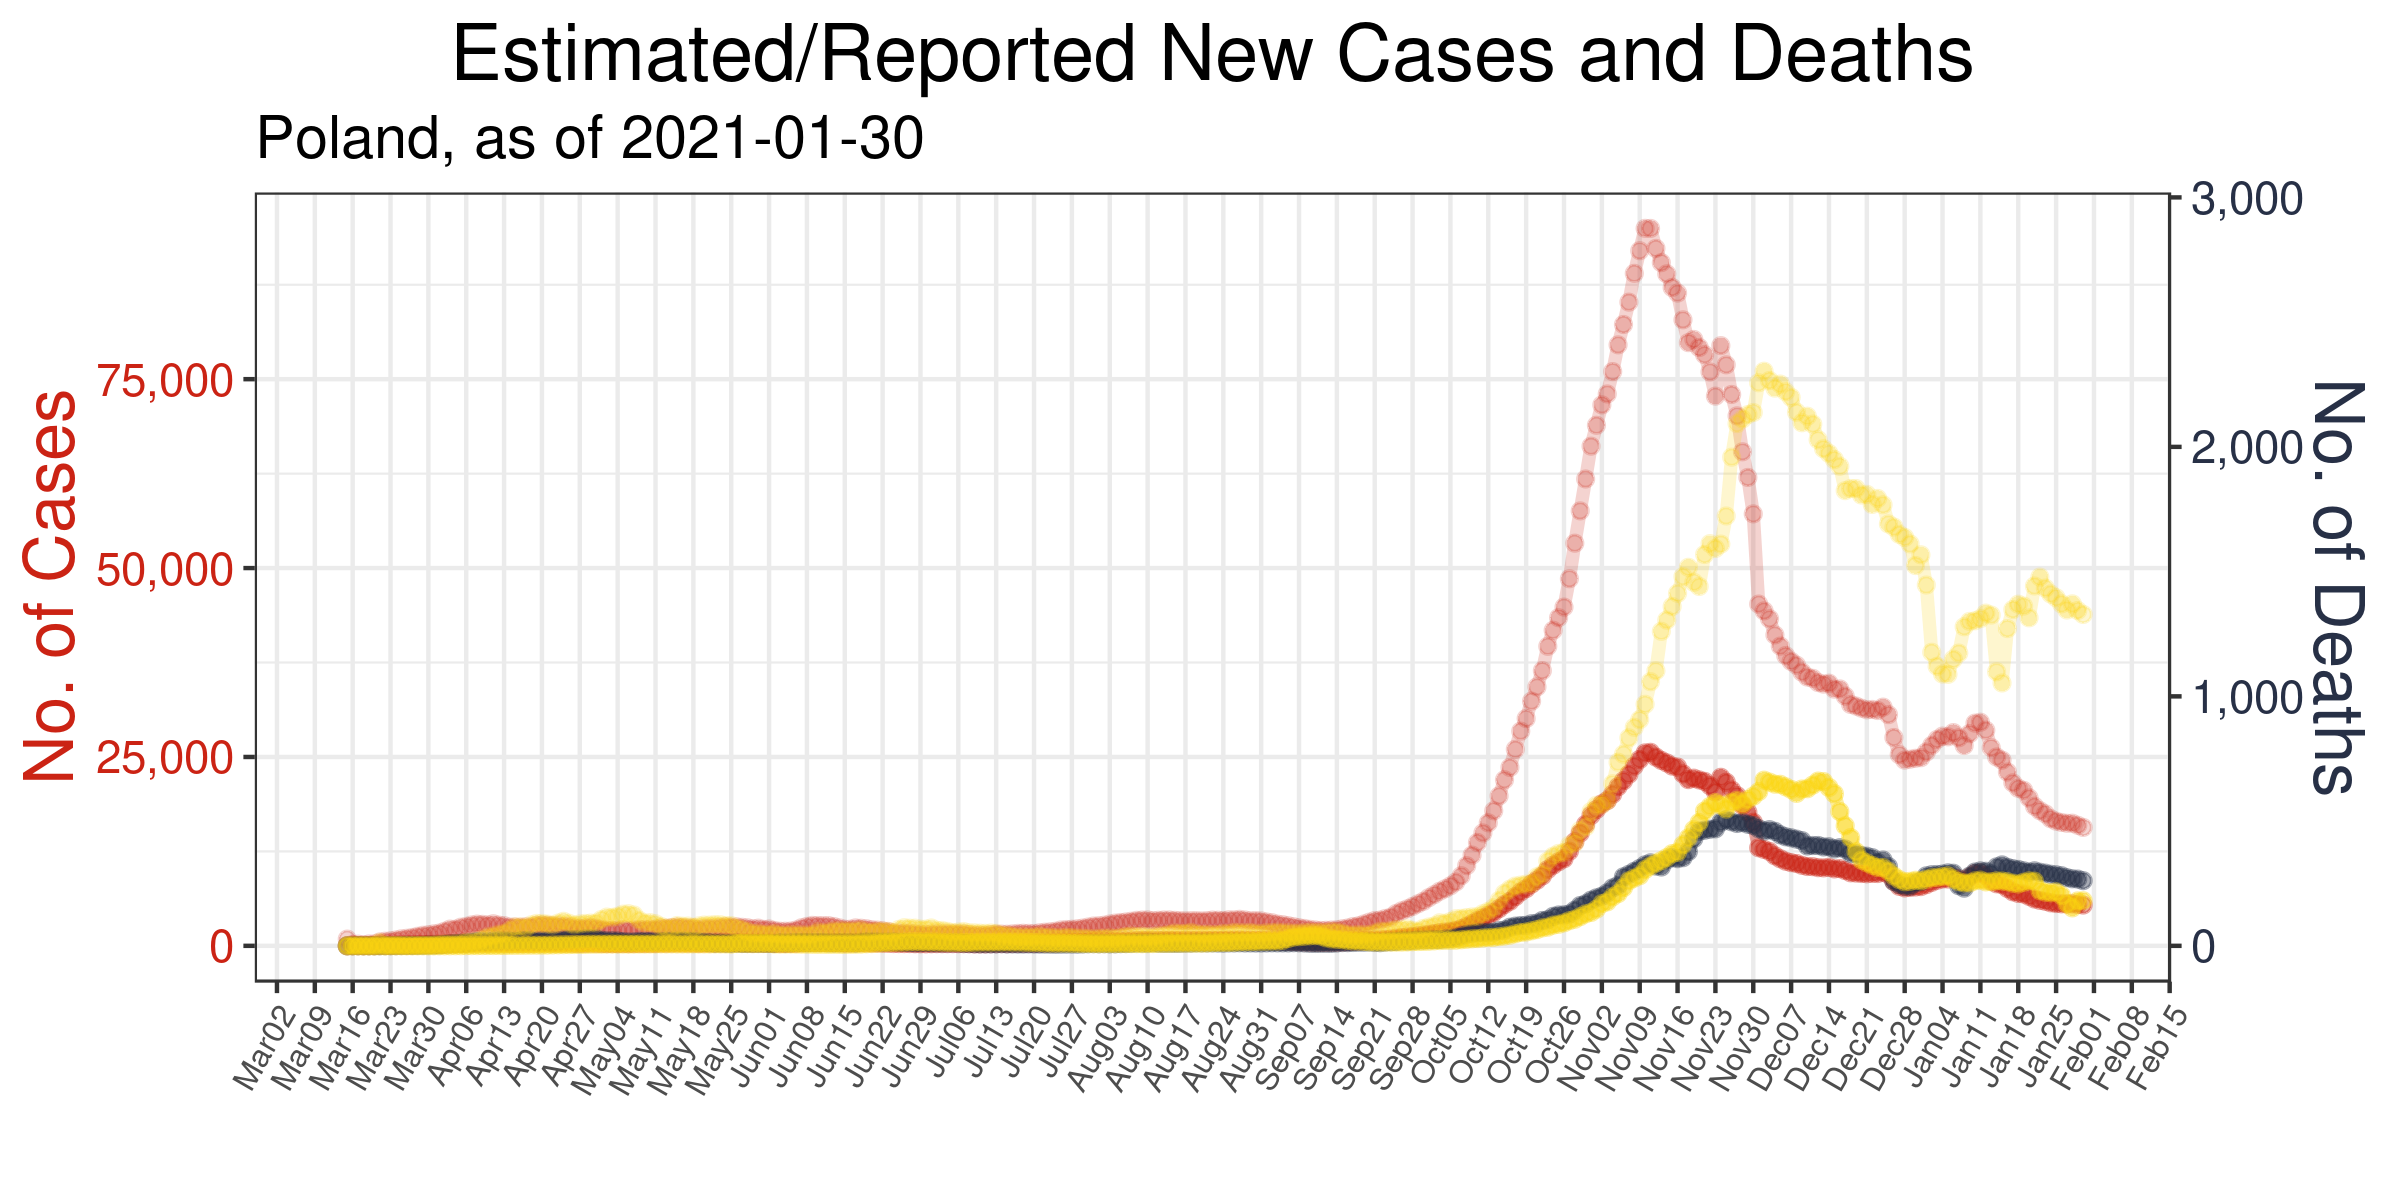 Estimated/Reported New Cases and Deaths
Poland, as of 2021-01-30
No. of Cases
75,000
50,000
25,000
0
3,000
2,000
1,000
0
No. of Deaths
Mar02
Mar09
Mar16
Mar23
Mar30
Apr06
Apr13
Apr20
Apr27
May04
May11
May18
May25
Jun01
Jun08
Jun15
Jun22
Jun29
Jul06
Jul13
Jul20
Jul27
Aug03
Aug10
Aug17
Aug24
Aug31
Sep07
Sep14
Sep21
Sep28
Oct05
Oct12
Oct19
Oct26
Nov02
Nov09
Nov16
Nov23
Nov30
Dec07
Dec14
Dec21
Dec28
Dec04
Jan11
Jan18
Jan25
Feb01
Feb08
Feb15